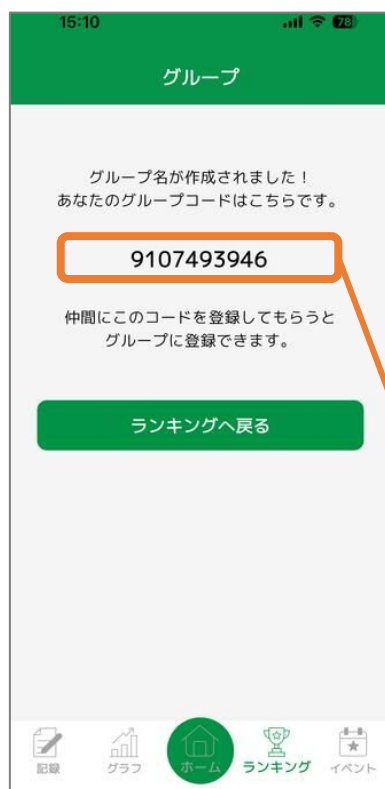 15:10
78
グループ
グループ名が作成されました！
あなたのグループコードはこちらです。
9107493946
仲間にこのコードを登録してもらうと
グループに登録できます。
ランキングへ戻る
記録
グラフ
ホーム
ランキング
イベント